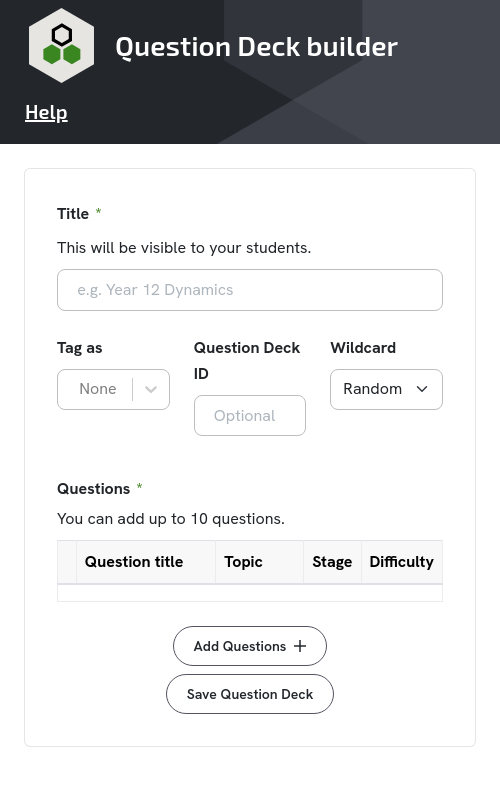 Question Deck builder
Help
Title *
This will be visible to your students.
e.g. Year 12 Dynamics
Tag as
None
Question Deck
ID
Optional
Wildcard
Random
Questions *
You can add up to 10 questions.
Question title Topic Stage Difficulty
Add Questions
Save Question Deck